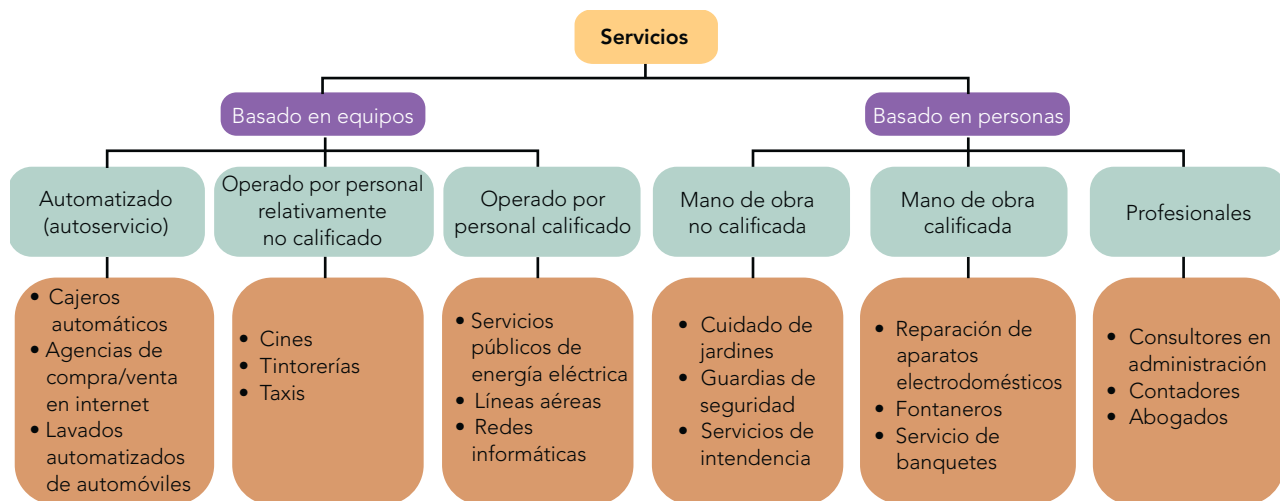 Servicios
Basado en equipos
Basado en personas
Automatizado
(autoservicio)
Operado por personal
relativamente
no calificado
Operado por
personal calificado
Mano de obra
no calificada
Mano de obra
calificada
Profesionales
• Cajeros
automáticos
• Agencias de
compra/venta
en internet
• Lavados
automatizados
de automóviles
• Cines
• Tintorerías
• Taxis
• Servicios
públicos de
energía eléctrica
• Líneas aéreas
• Redes
informáticas
• Cuidado de
jardines
• Guardias de
seguridad
• Servicios de
intendencia
• Reparación de
aparatos
electrodomésticos
• Fontaneros
• Servicio de
banquetes
• Consultores en
administración
• Contadores
• Abogados